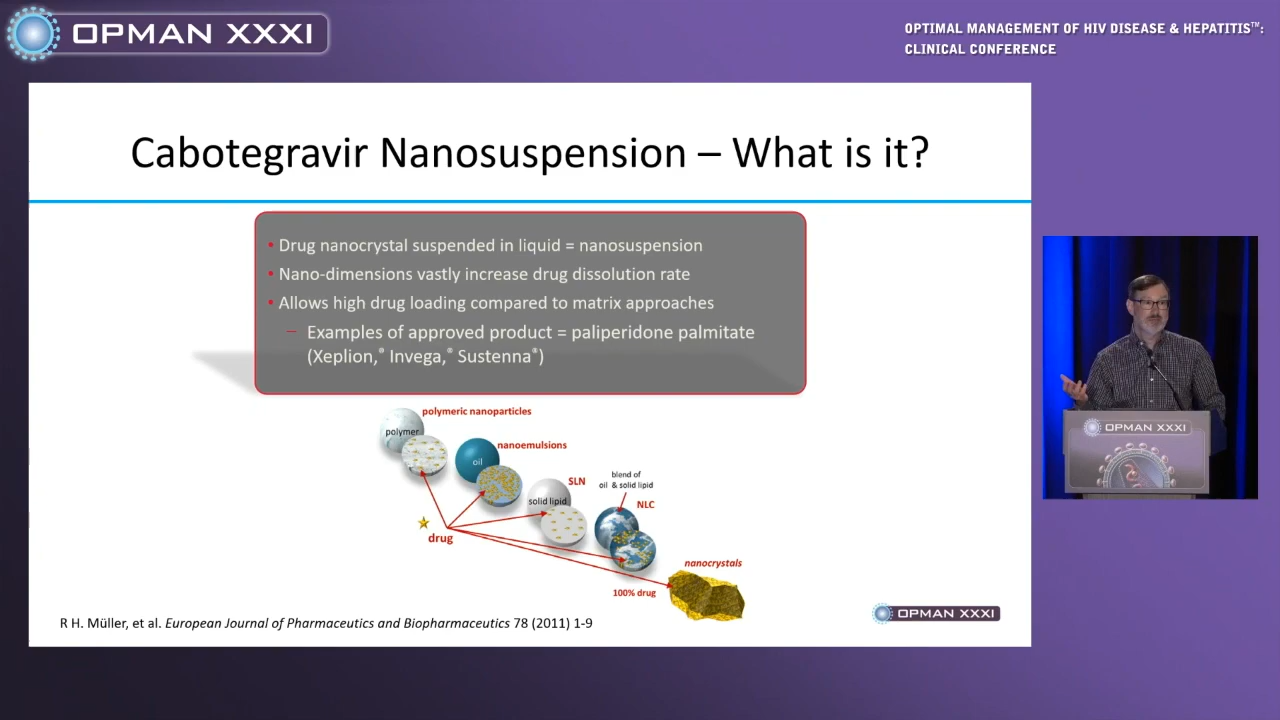 OPMAN XXXI
OPTIMAL MANAGEMENT OF HIV DISEASE & HEPATITIS™:
CLINICAL CONFERENCE
Cabotegravir Nanosuspension – What is it?
• Drug nanocrystal suspended in liquid = nanosuspension
• Nano-dimensions vastly increase drug dissolution rate
• Allows high drug loading compared to matrix approaches
– Examples of approved product = paliperidone palmitate
(Xeplion,® Invega,® Sustenna®)
polymeric nanoparticles
polymer
nanoemulsions
oil
SLN
solid lipid
blend of
oil & solid lipid
NLC
drug
nanocrystals
100% drug
R H. Müller, et al. European Journal of Pharmaceutics and Biopharmaceutics 78 (2011) 1-9
OPMAN XXXI
OPMAN XXXI